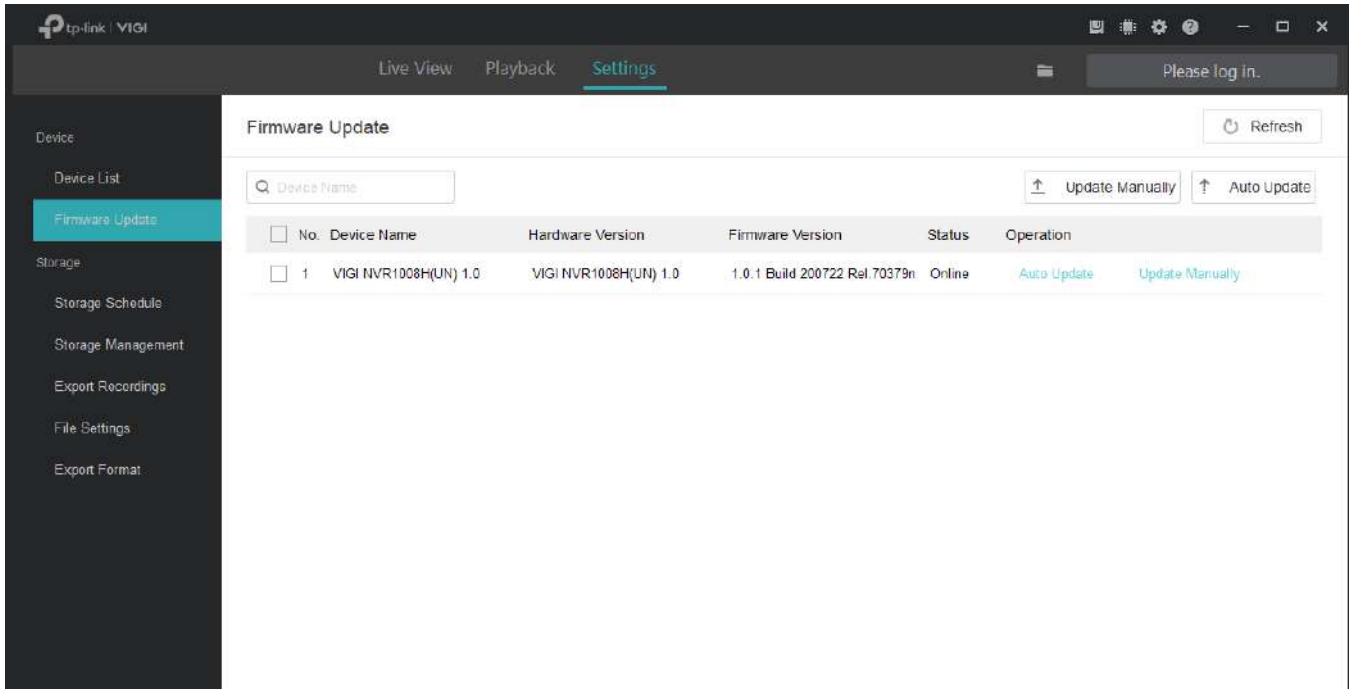 tp-link | VIGI
Live View Playback Settings
Please log in.
Device
Device List
Firmware Update
Storage
Storage Schedule
Storage Management
Export Recordings
File Settings
Export Format
Firmware Update
Refresh
Device Name
Update Manually
Auto Update
No. Device Name Hardware Version Firmware Version Status Operation
1 VIGI NVR1008H(UN) 1.0 VIGI NVR1008H(UN) 1.0 1.0.1 Build 200722 Rel.70379n Online Auto Update Update Manually